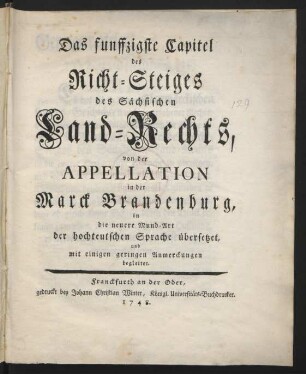 Das funffzigste Capitel
des
Richt-Steiges
des Sächsischen
Land-Rechts,
von der
APPELLATION
in der
Marck Brandenburg,
in
die neuere Mund-Art
der hochteutschen Sprache übersetzet,
und
mit einigen geringen Anmerckungen
begleitet.
Franckfurth an der Oder,
gedruckt bey Johann Christian Winter, Königl. Universitäts-Buchdrucker.